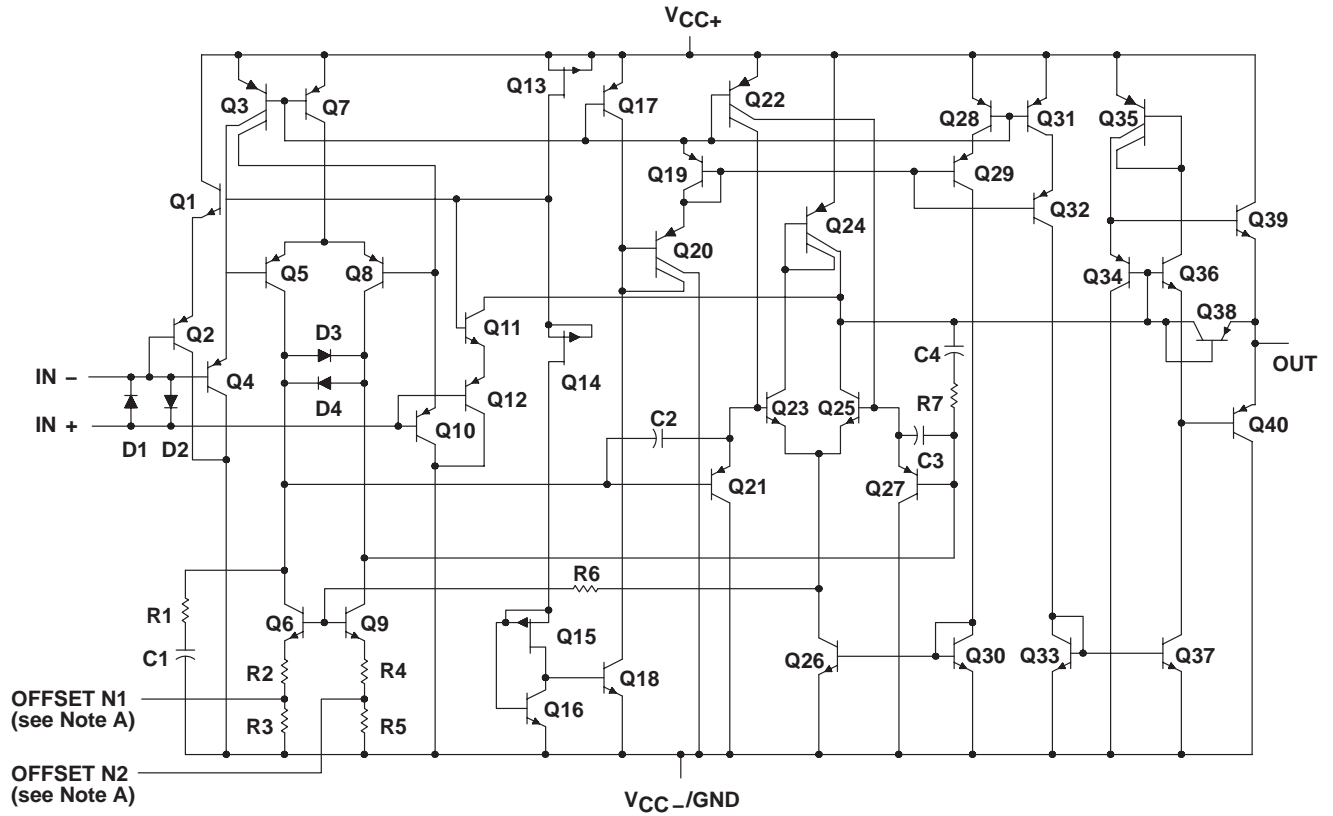 VCC+
Q3
Q7
Q13
Q17
Q22
Q28
Q31
Q35
Q1
Q19
Q29
Q32
Q39
Q20
Q24
Q5
Q8
Q34
Q36
Q2
D3
Q11
Q38
OUT
IN −
Q4
D4
Q14
C4
IN +
D1
D2
Q10
Q12
Q23
Q25
R7
Q40
C2
C3
Q21
Q27
R6
R1
Q6
Q9
Q15
C1
R2
R4
Q16
Q18
Q26
Q30
Q33
Q37
OFFSET N1
(see Note A)
R3
R5
OFFSET N2
(see Note A)
VCC−/GND